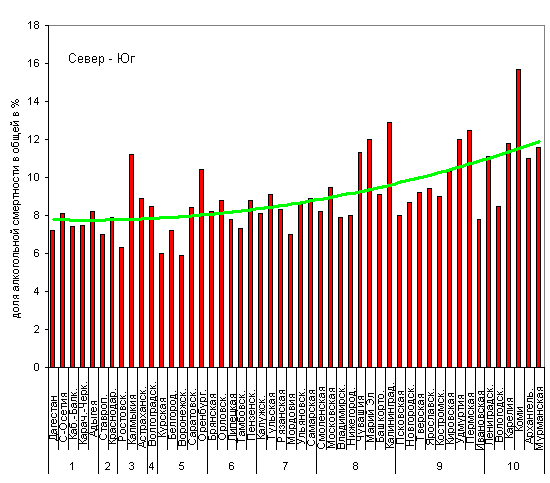 18
16
14
12
10
8
6
4
2
0
Север - Юг
доля алкогольной смертности в общей в %
Дагестан
С-Осетия
Каб.-Балк.
Карач.-Черк.
Адыгея
Ставроп.
Краснодар.
Ростовск.
Калмыкия
Астраханск.
Волгоградск.
Курская
Белгород.
Воронежск.
Саратовск.
Оренбург.
Брянская
Орловск.
Липецкая
Тамбовск.
Пензенск.
Калужск.
Тульская
Рязанская
Мордовия
Ульяновск.
Самарская
Смоленская
Московская
Владимирск.
Нижегород.
Чувашия
Марий Эл
Башкорто.
Калининград.
Псковская
Новгородск.
Тверская
Ярославск.
Костромск.
Кировская
Удмуртия
Пермская
Ивановская
Ленинградск.
Вологодск.
Карелия
Коми
Архангель.
Мурманская
1 2 3 4 5 6 7 8 9 10